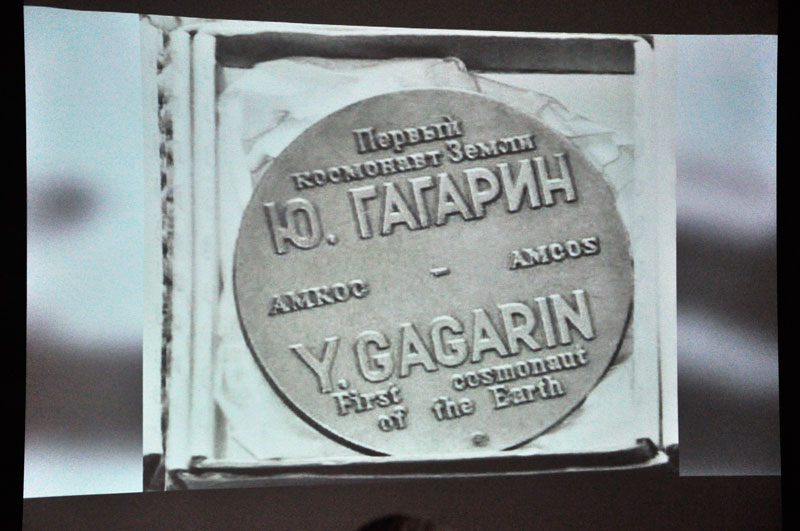 Первый
космонавт Земли
Ю. ГАГАРИН
АМКОС – AMCOS
Y. GAGARIN
First cosmonaut
of the Earth